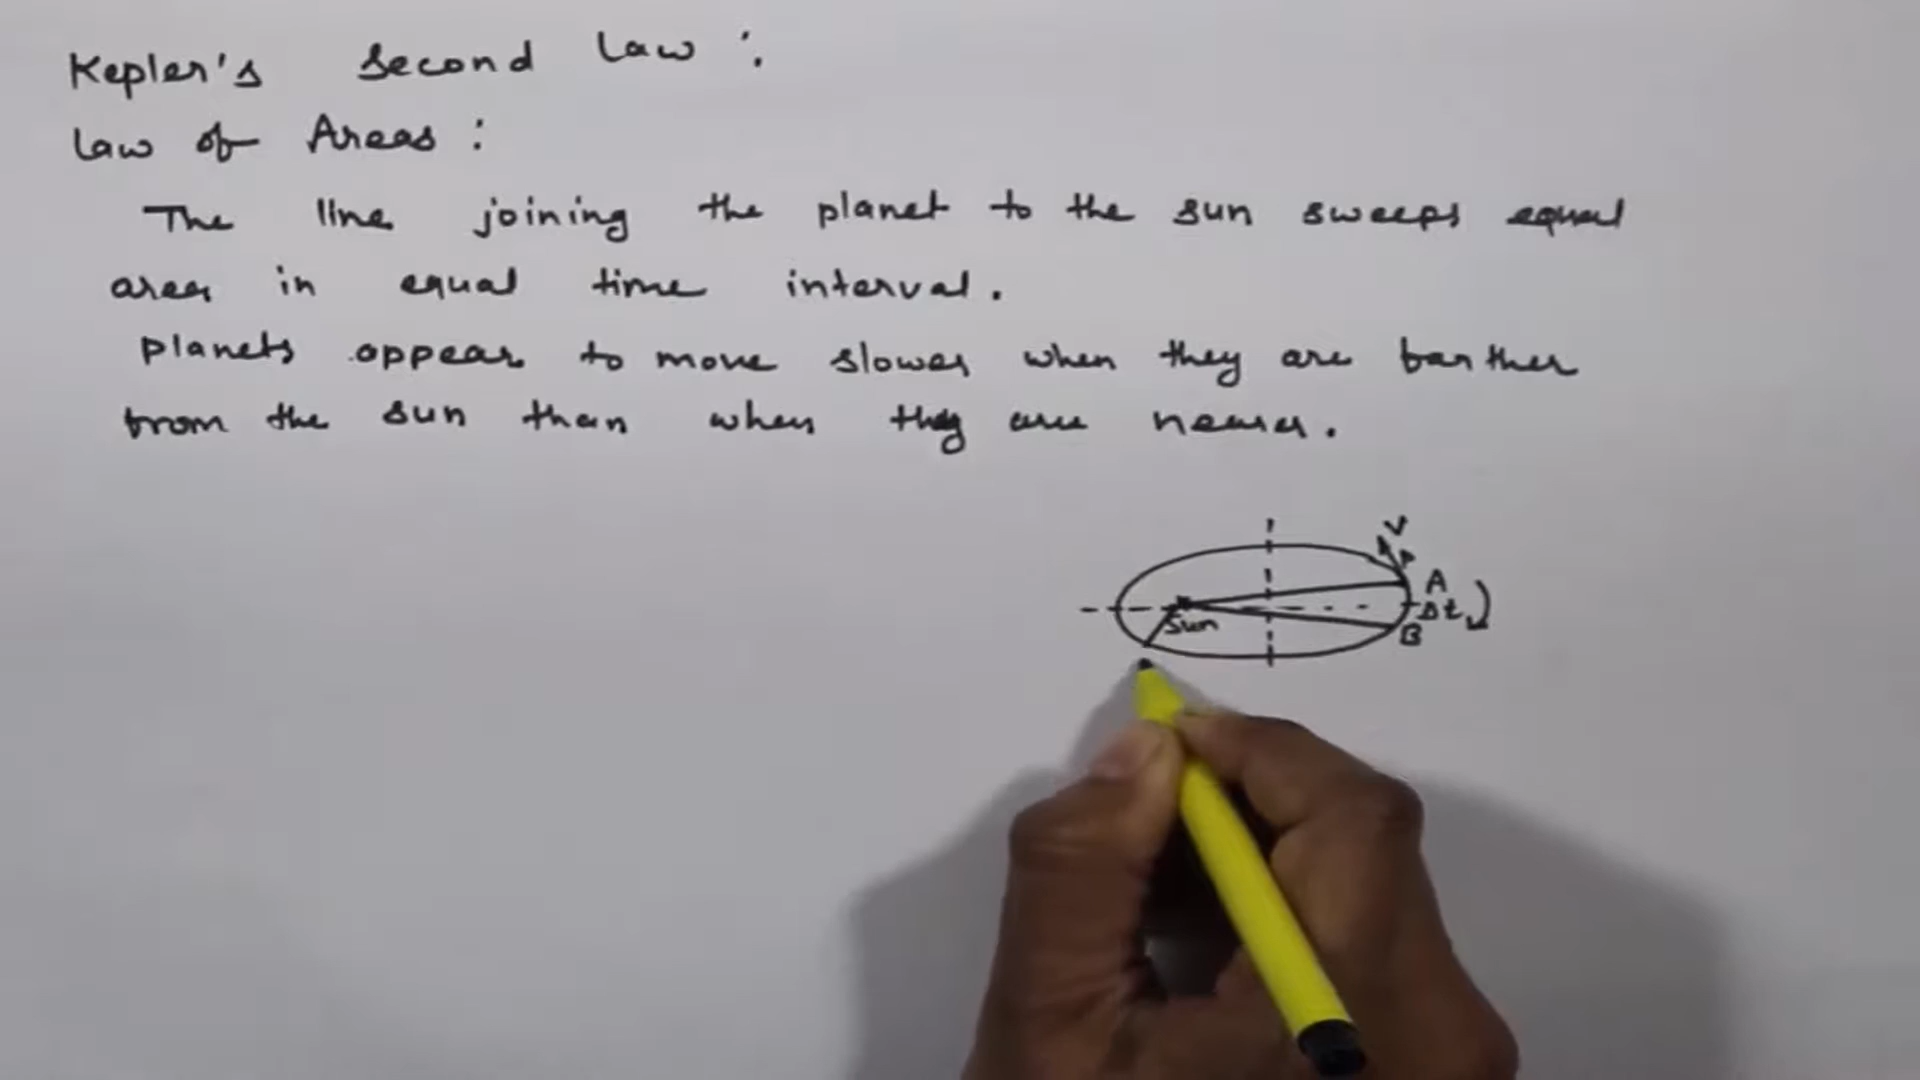 Kepler's second law :
Law of Areas :
The line joining the planet to the sun sweeps equal
area in equal time interval.
Planets appear to move slower when they are farther
from the sun than when they are nearer.
V
P
A
Δt
B
Sun